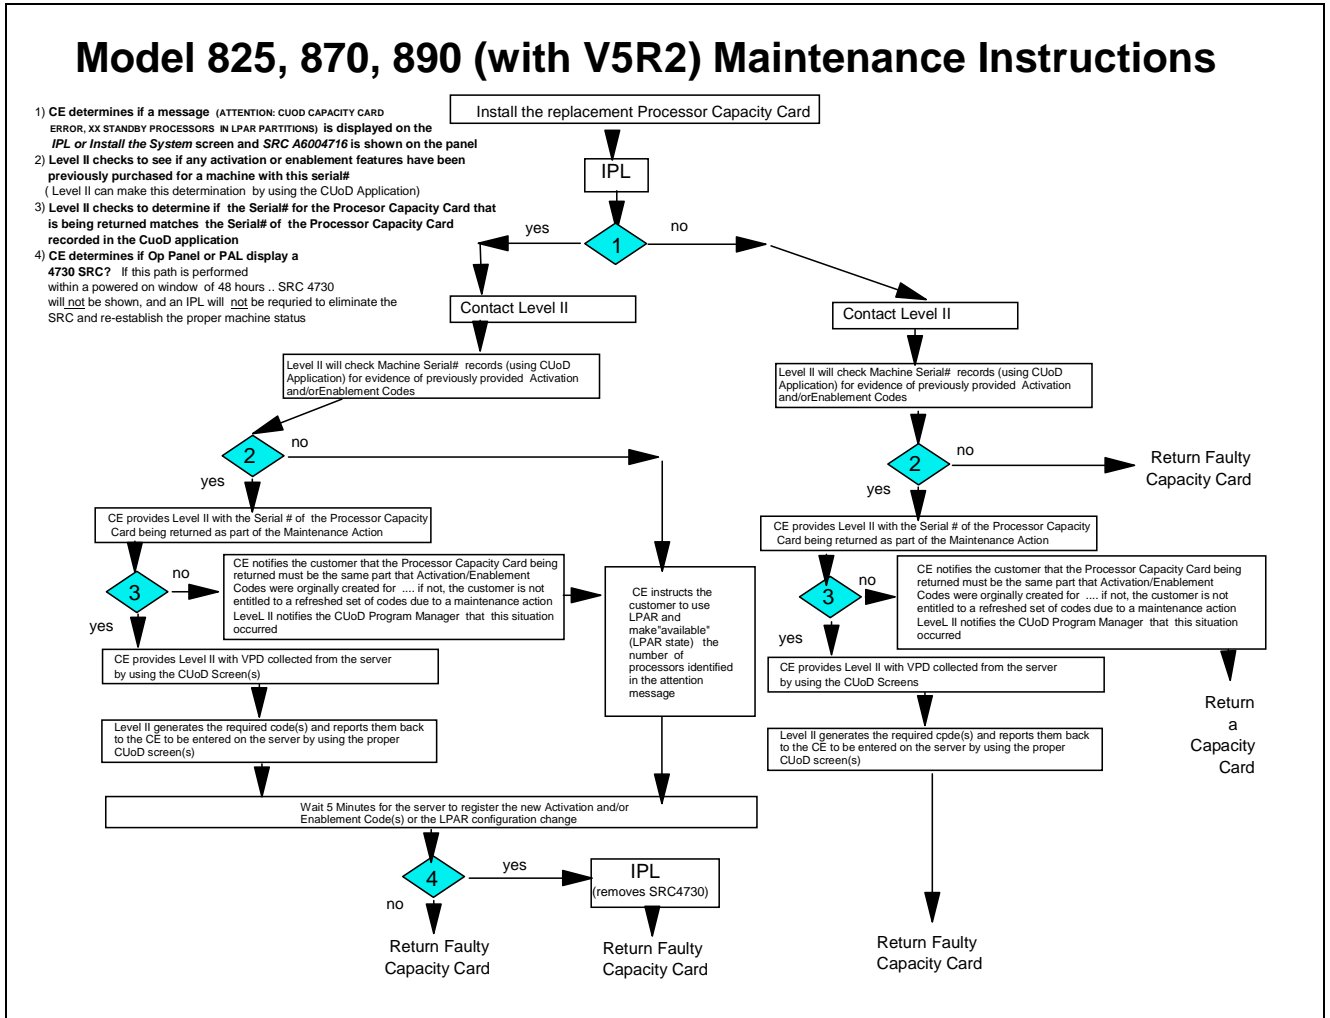 Model 825, 870, 890 (with V5R2) Maintenance Instructions
1) CE determines if a message (ATTENTION: CUOD CAPACITY CARD
ERROR, XX STANDBY PROCESSORS IN LPAR PARTITIONS) is displayed on the
IPL or Install the System screen and SRC A6004716 is shown on the panel
2) Level II checks to see if any activation or enablement features have been
previously purchased for a machine with this serial#
( Level II can make this determination by using the CUoD Application)
3) Level II checks to determine if the Serial# for the Procesor Capacity Card that
is being returned matches the Serial# of the Processor Capacity Card
recorded in the CuoD application
4) CE determines if Op Panel or PAL display a
4730 SRC? If this path is performed
within a powered on window of 48 hours .. SRC 4730
will not be shown, and an IPL will not be requried to eliminate the
SRC and re-establish the proper machine status
Install the replacement Processor Capacity Card
IPL
1
yes
no
Contact Level II
Level II will check Machine Serial# records (using CUoD
Application) for evidence of previously provided Activation
and/orEnablement Codes
2
no
yes
CE provides Level II with the Serial # of the Processor Capacity
Card being returned as part of the Maintenance Action
3
no
yes
CE notifies the customer that the Processor Capacity Card being
returned must be the same part that Activation/Enablement
Codes were orginally created for .... if not, the customer is not
entitled to a refreshed set of codes due to a maintenance action
LeveL II notifies the CUoD Program Manager that this situation
occurred
CE instructs the
customer to use
LPAR and
make"available"
(LPAR state) the
number of
processors identified
in the attention
message
CE provides Level II with VPD collected from the server
by using the CUoD Screen(s)
Level II generates the required code(s) and reports them back
to the CE to be entered on the server by using the proper
CUoD screen(s)
Wait 5 Minutes for the server to register the new Activation and/or
Enablement Code(s) or the LPAR configuration change
4
yes
no
IPL
(removes SRC4730)
Return Faulty
Capacity Card
Return Faulty
Capacity Card
Contact Level II
Level II will check Machine Serial# records (using CUoD
Application) for evidence of previously provided Activation
and/orEnablement Codes
2
no
yes
Return Faulty
Capacity Card
CE provides Level II with the Serial # of the Processor Capacity
Card being returned as part of the Maintenance Action
3
no
yes
CE notifies the customer that the Processor Capacity Card being
returned must be the same part that Activation/Enablement
Codes were orginally created for .... if not, the customer is not
entitled to a refreshed set of codes due to a maintenance action
LeveL II notifies the CUoD Program Manager that this situation
occurred
Return
a
Capacity
Card
CE provides Level II with VPD collected from the server
by using the CUoD Screens
Level II generates the required cpde(s) and reports them back
to the CE to be entered on the server by using the proper
CUoD screen(s)
Return Faulty
Capacity Card